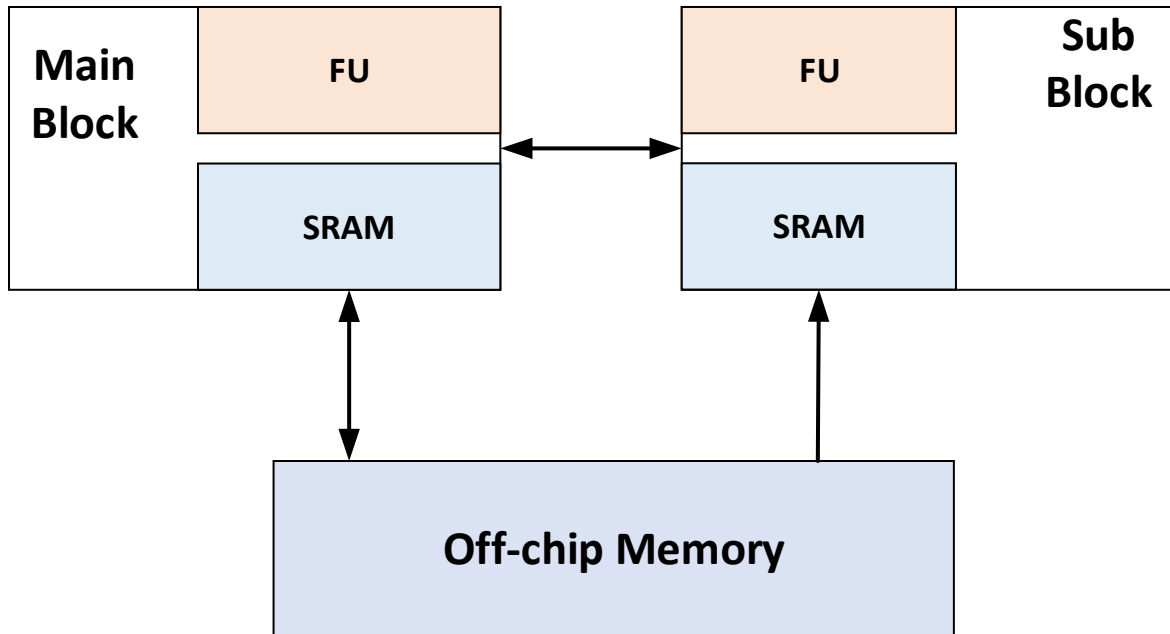 Main
Block
FU
SRAM
FU
SRAM
Sub
Block
Off-chip Memory